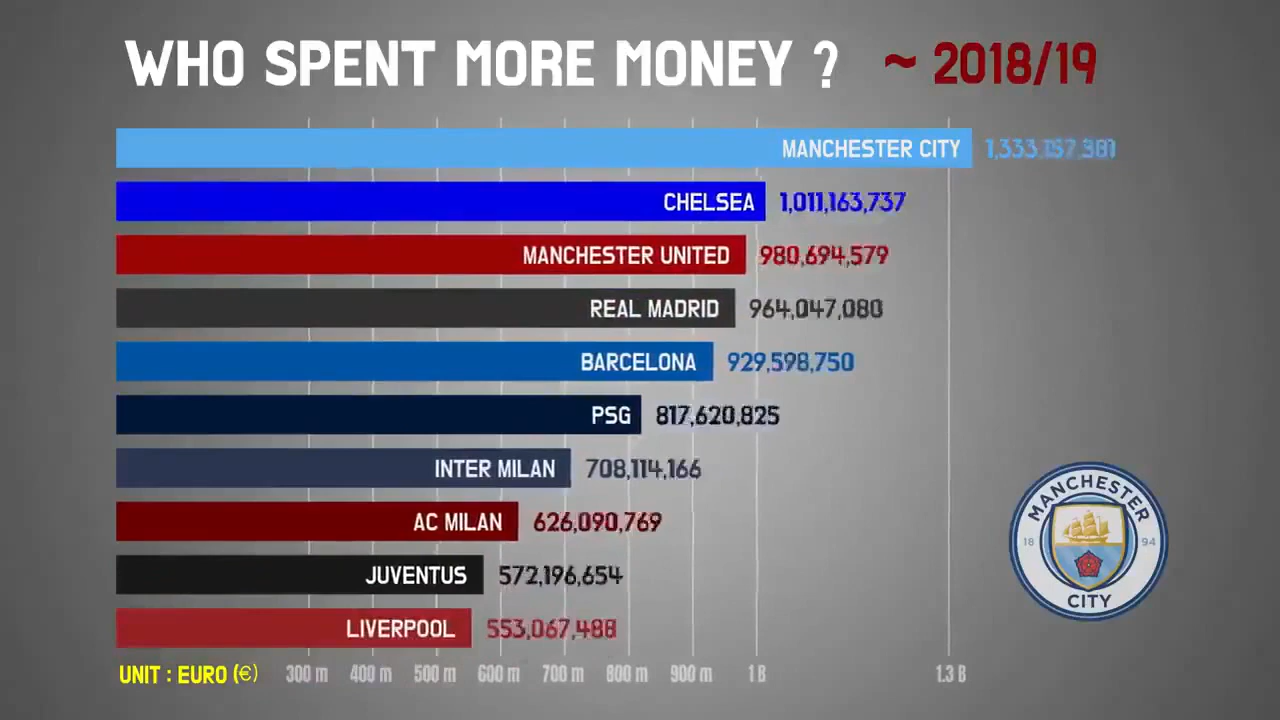 WHO SPENT MORE MONEY ? ~ 2018/19
MANCHESTER CITY
CHELSEA 1,011,163,737
MANCHESTER UNITED 980,694,579
REAL MADRID 964,047,080
BARCELONA 929,598,750
PSG 817,620,825
INTER MILAN 708,114,166
AC MILAN 626,090,769
JUVENTUS 572,196,654
LIVERPOOL 553,067,488
UNIT : EURO (€) 300 m 400 m 500 m 600 m 700 m 800 m 900 m 1 B 1.3 B
MANCHESTER
18 94
CITY